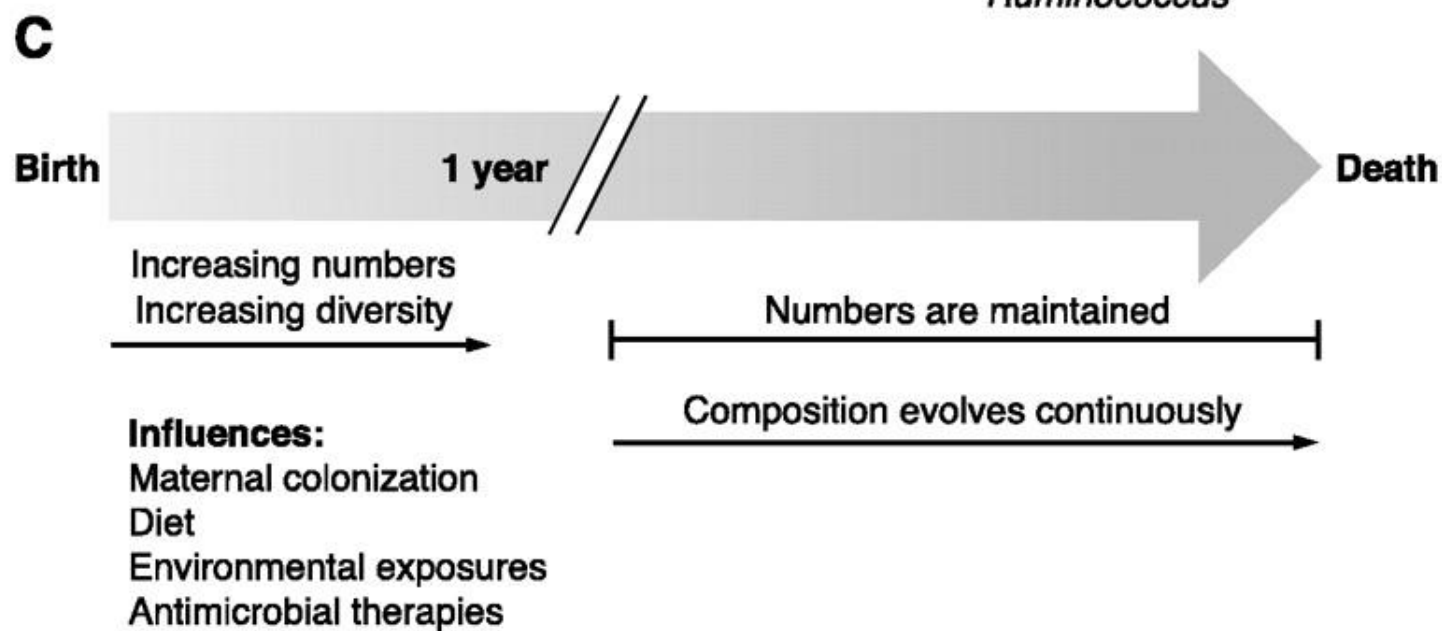 Ruminococcus
C
Birth
1 year
Death
Increasing numbers
Increasing diversity
Numbers are maintained
Composition evolves continuously
Influences:
Maternal colonization
Diet
Environmental exposures
Antimicrobial therapies